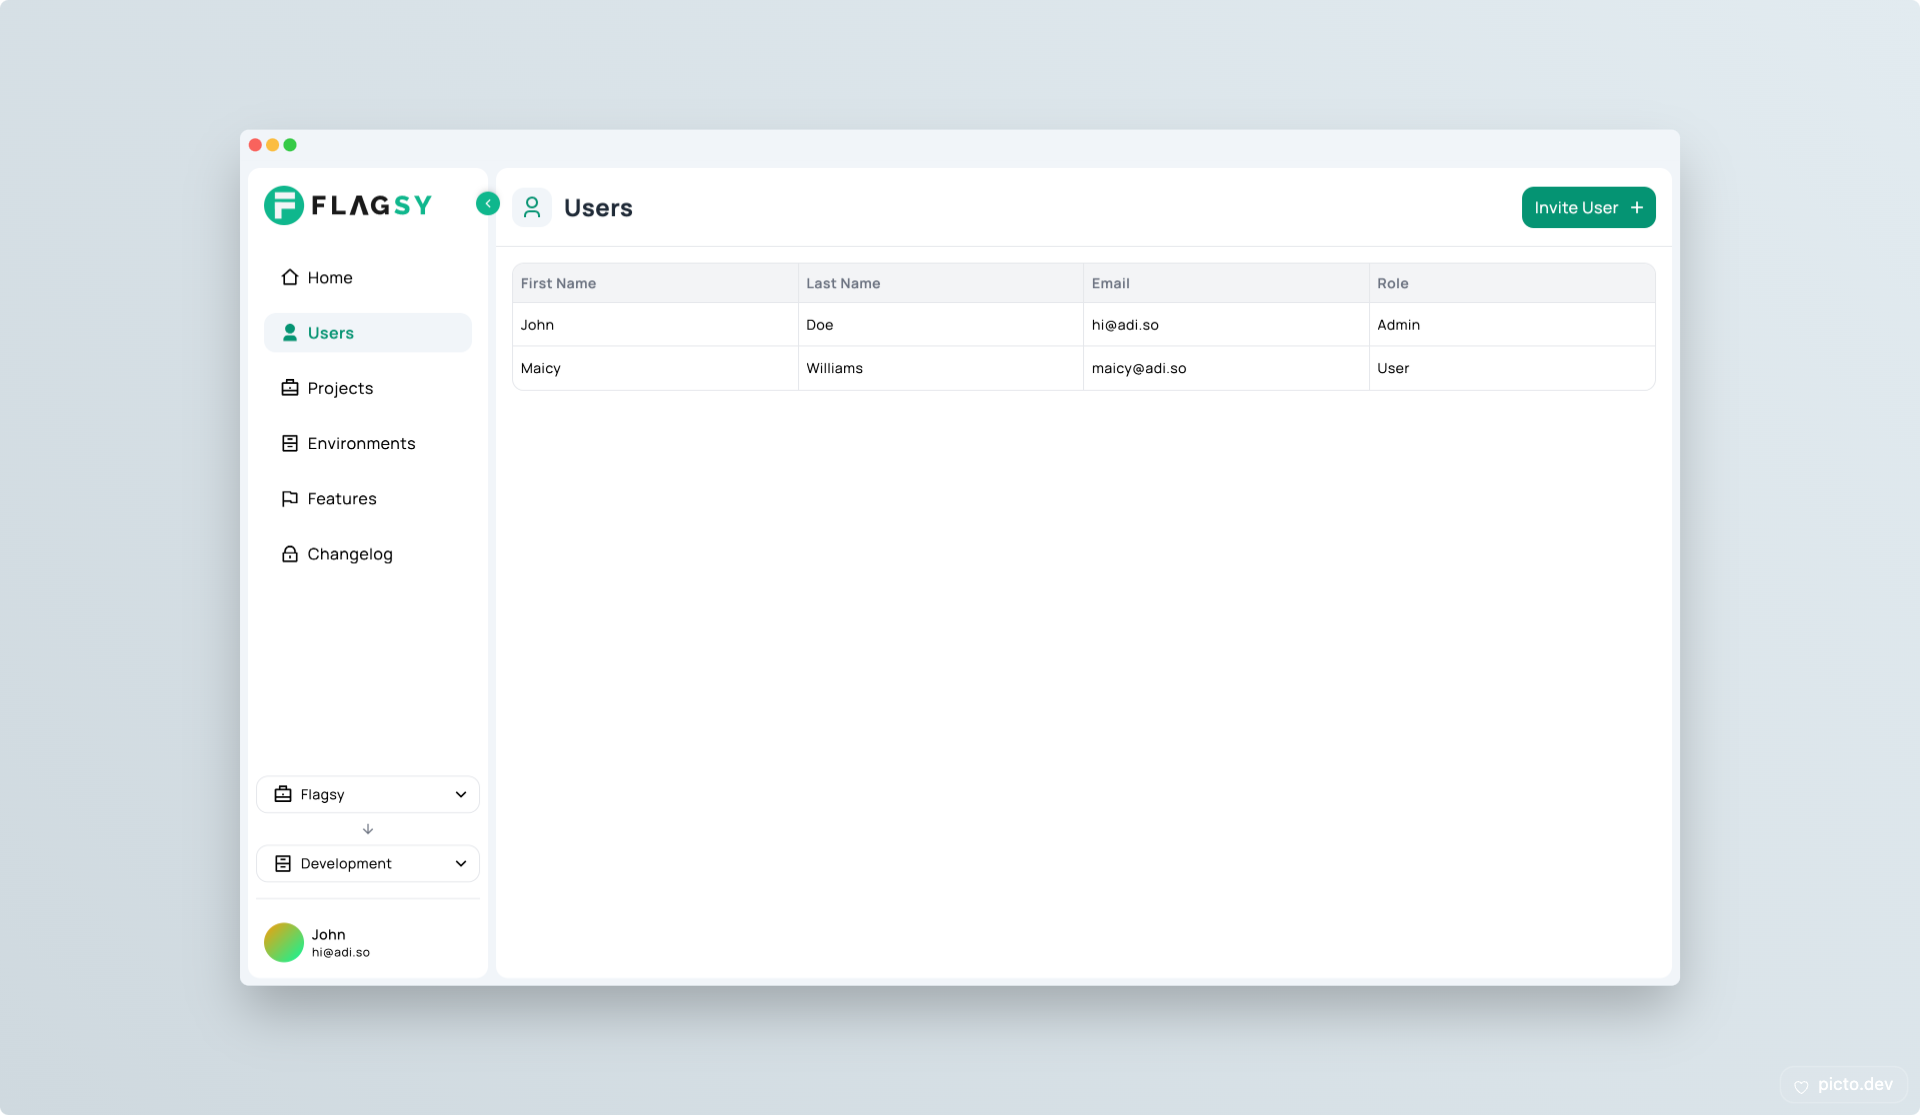 FLAGSY
Home
Users
Projects
Environments
Features
Changelog
Flagsy
Development
John
hi@adi.so
Users
Invite User +
First Name Last Name Email Role
John Doe hi@adi.so Admin
Maicy Williams maicy@adi.so User
picto.dev